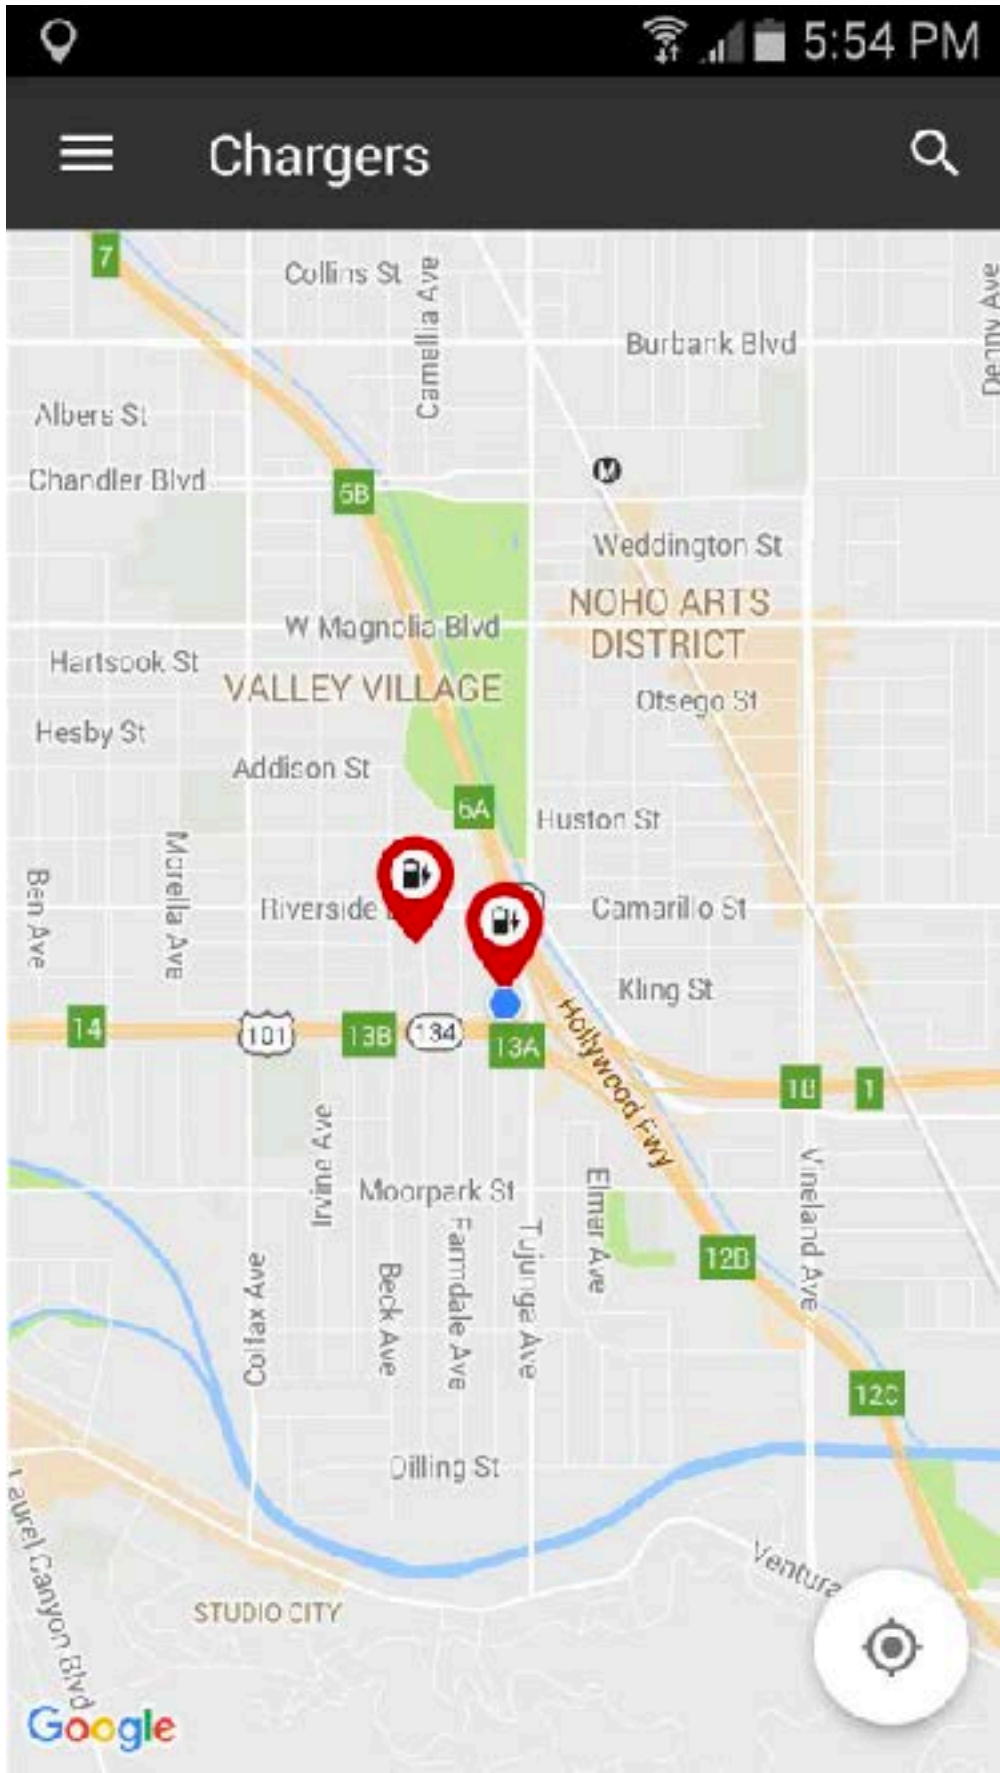 5:54 PM
Chargers
7
Collins St
Camellia Ave
Denny Ave
Burbank Blvd
Albers St
Chandler Blvd
6B
M
Weddington St
NOHO ARTS
DISTRICT
W Magnolia Blvd
Hartsook St
VALLEY VILLAGE
Otsego St
Hesby St
Addison St
6A
Huston St
Morella Ave
Ben Ave
Riverside
Camarillo St
Kling St
14
101
13B
134
13A
Hollywood Fwy
1B
1
Irvine Ave
Moorpark St
Elmer Ave
Vineland Ave
12B
Colfax Ave
Beck Ave
Farmdale Ave
Tujunga Ave
12C
Dilling St
Laurel Canyon Blvd
Ventura
STUDIO CITY
Google